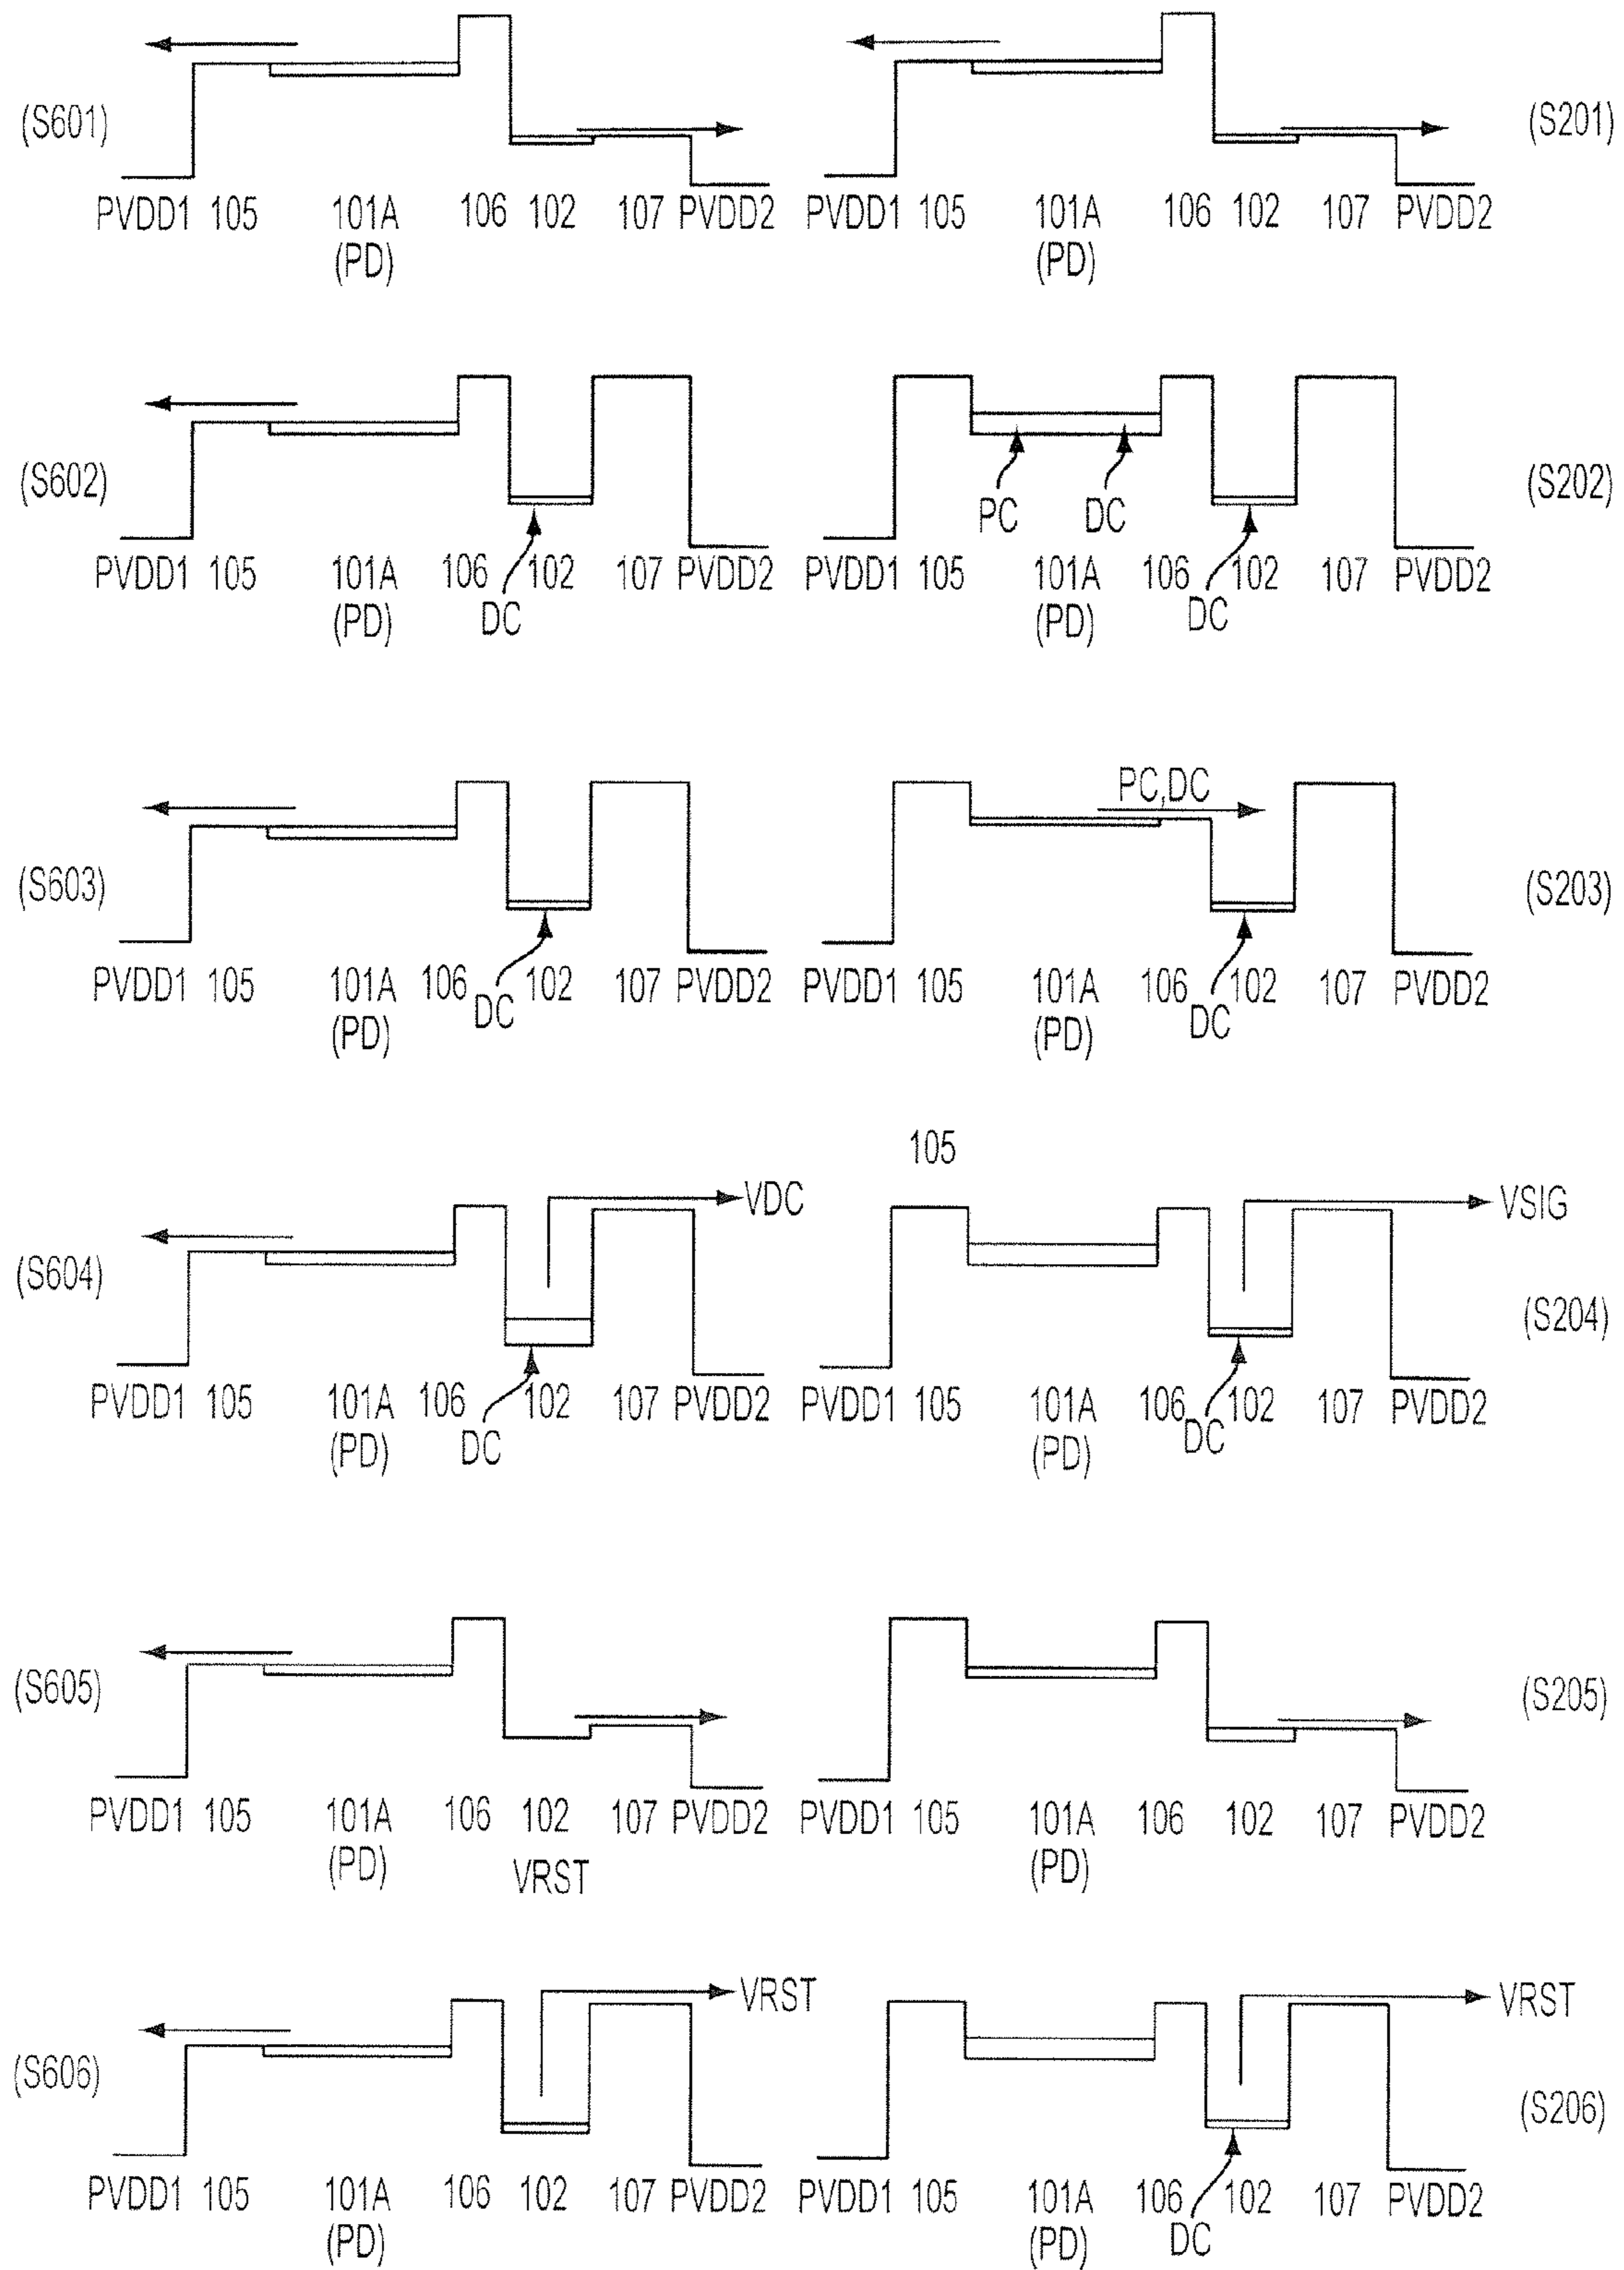 (S601)
(S201)
PVDD1 105 101A 106 102 107 PVDD2
(PD)
PVDD1 105 101A 106 102 107 PVDD2
(PD)
(S602)
PC DC
(S202)
PVDD1 105 101A 106 102 107 PVDD2
(PD) DC
PVDD1 105 101A 106 102 107 PVDD2
(PD) DC
PC,DC
(S603)
(S203)
PVDD1 105 101A 106 102 107 PVDD2
(PD) DC
PVDD1 105 101A 106 102 107 PVDD2
(PD) DC
105
VDC
VSIG
(S604)
(S204)
PVDD1 105 101A 106 102 107 PVDD2
(PD) DC
PVDD1 105 101A 106 102 107 PVDD2
(PD) DC
(S605)
(S205)
PVDD1 105 101A 106 102 107 PVDD2
(PD) VRST
PVDD1 105 101A 106 102 107 PVDD2
(PD)
VRST
VRST
(S606)
(S206)
PVDD1 105 101A 106 102 107 PVDD2
(PD)
PVDD1 105 101A 106 102 107 PVDD2
(PD) DC